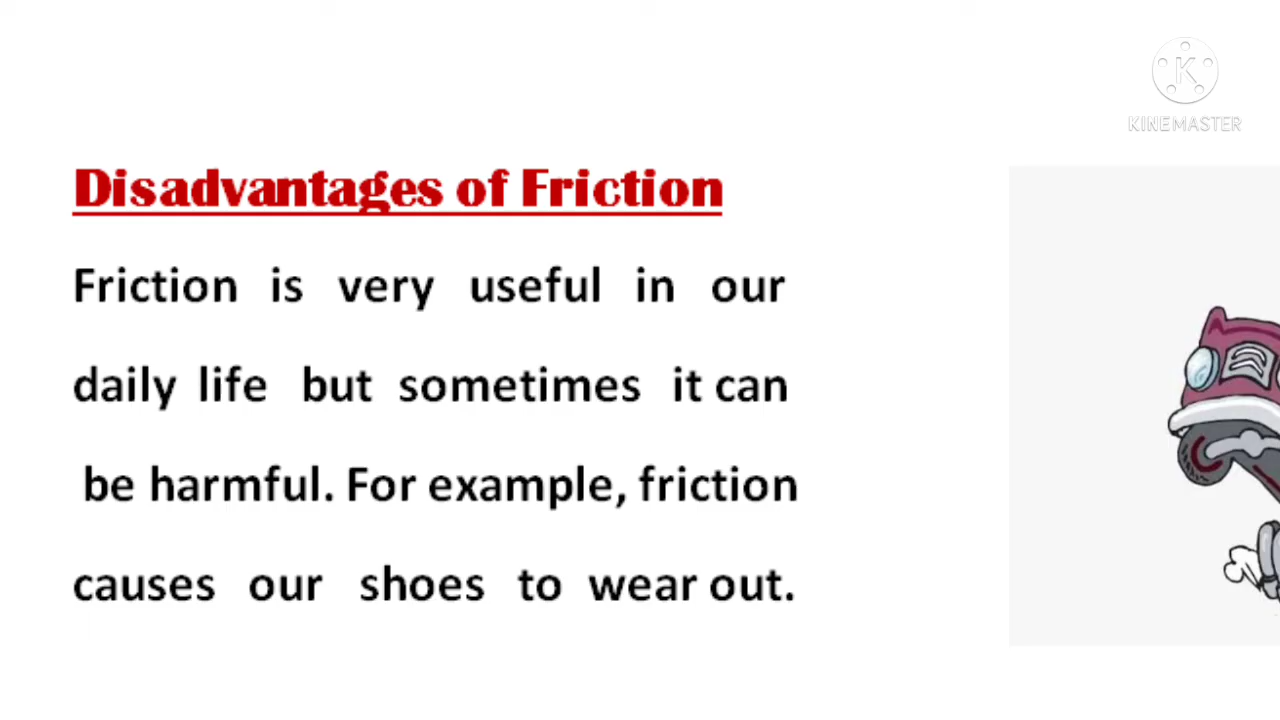 K
KINEMASTER
Disadvantages of Friction
Friction is very useful in our
daily life but sometimes it can
be harmful. For example, friction
causes our shoes to wear out.